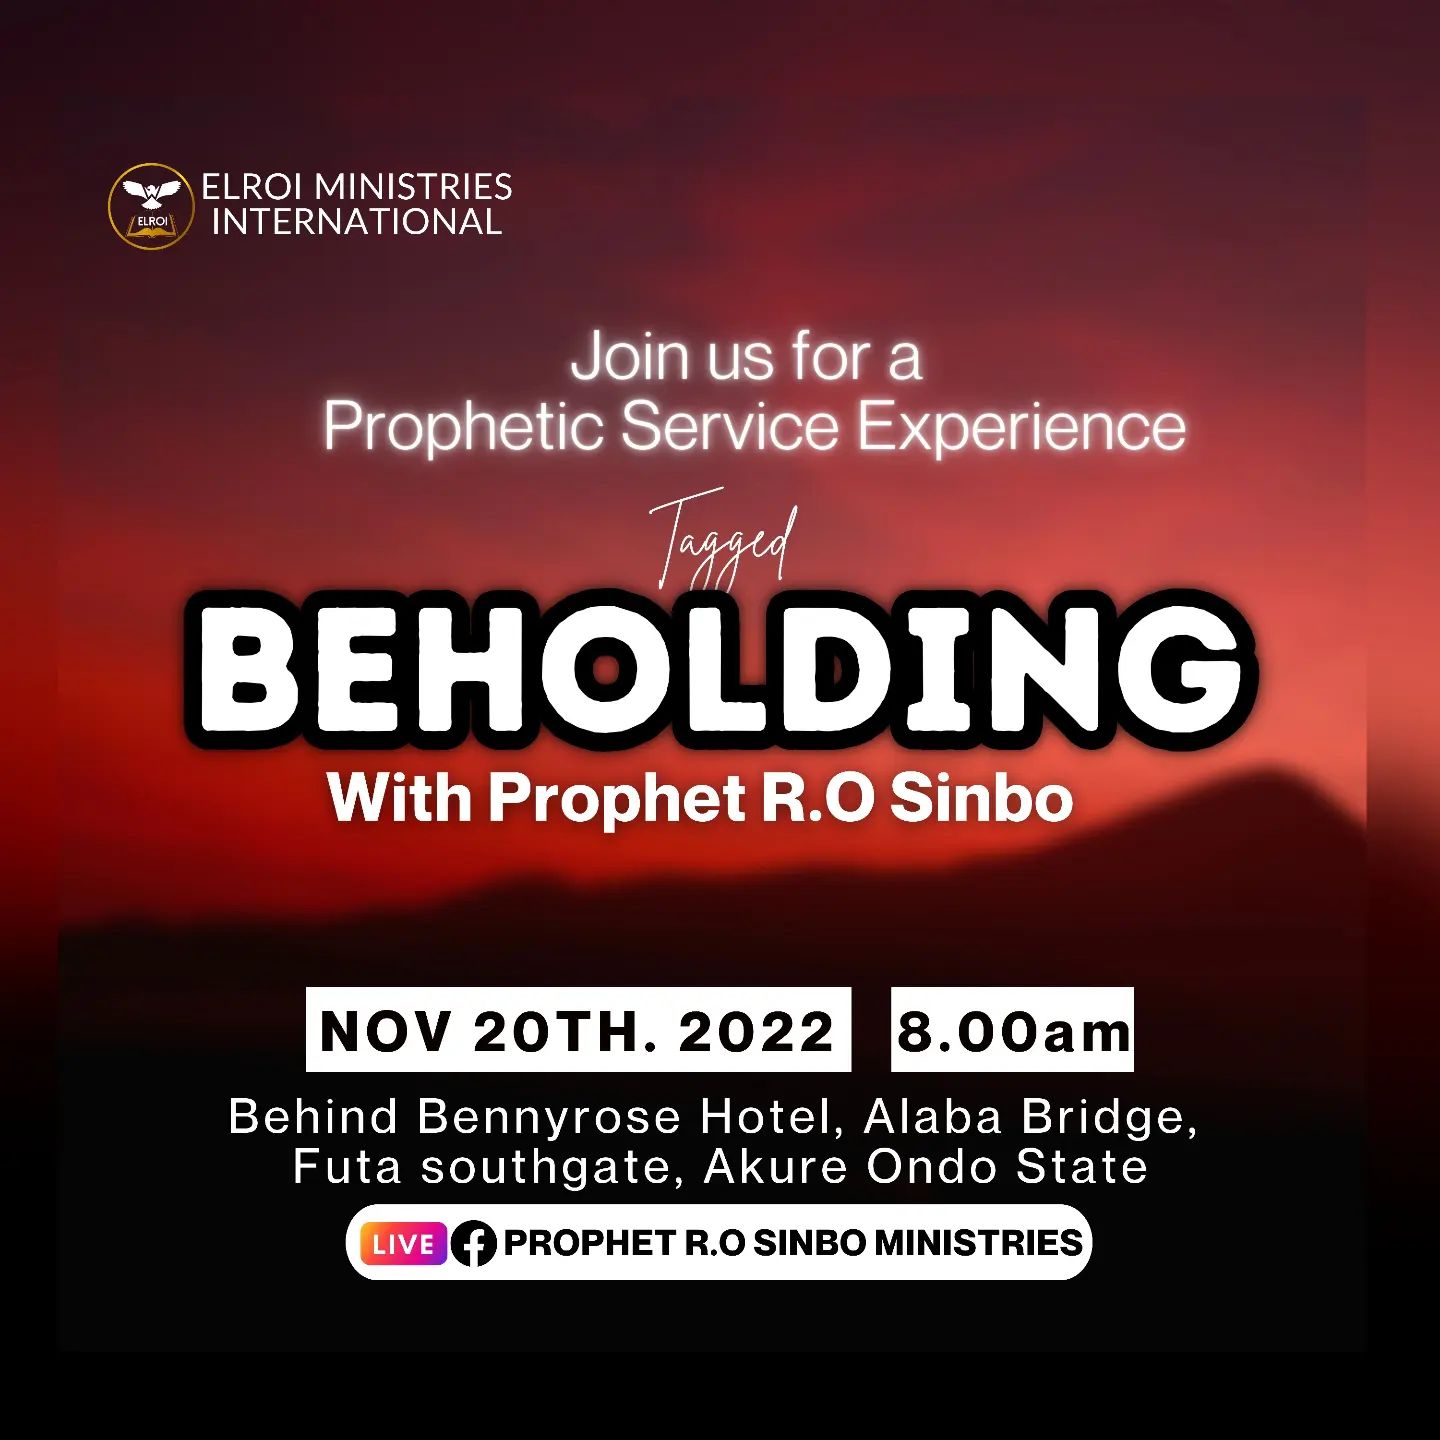 ELROI
ELROI MINISTRIES
INTERNATIONAL
Join us for a
Prophetic Service Experience
Tagged
BEHOLDING
With Prophet R.O Sinbo
NOV 20TH. 2022 8.00am
Behind Bennyrose Hotel, Alaba Bridge,
Futa southgate, Akure Ondo State
LIVE PROPHET R.O SINBO MINISTRIES